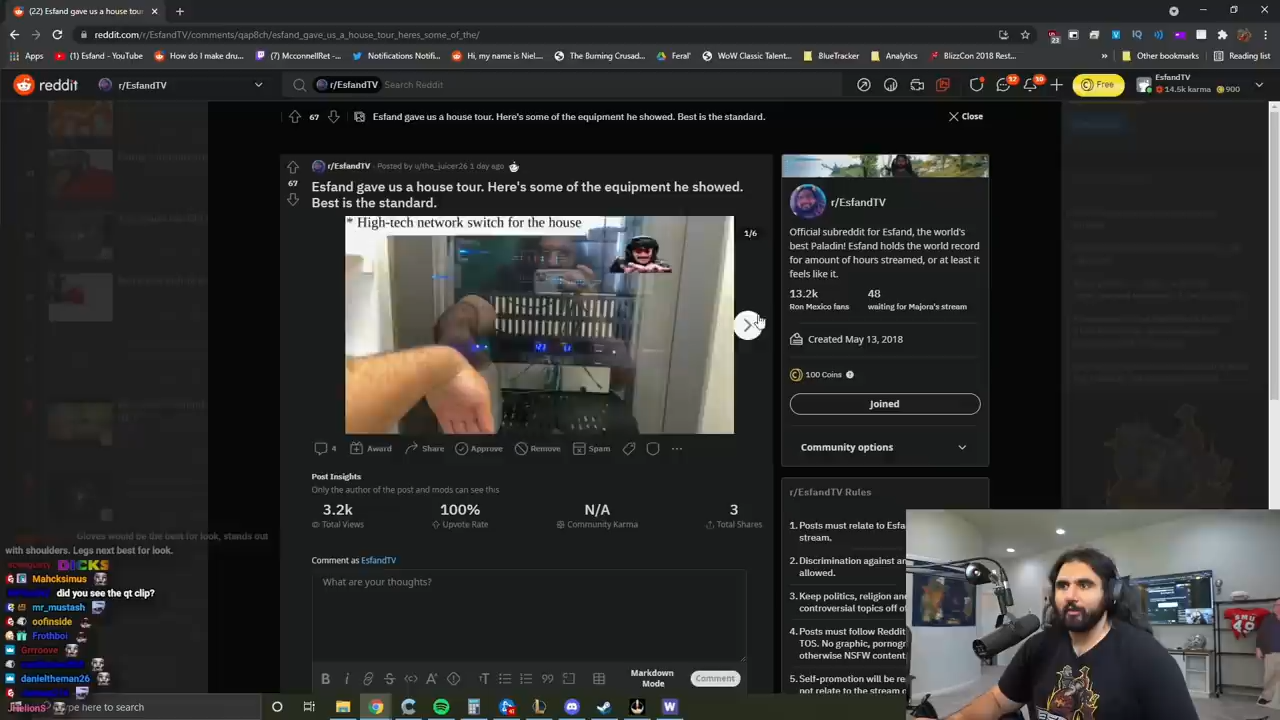 (22) Esfand gave us a house tour
reddit.com/r/EsfandTV/comments/qap8ch/esfand_gave_us_a_house_tour_heres_some_of_the/
Apps
(1) Esfand - YouTube
How do I make dru...
(7) McconnellRet -...
Notifications Notifi...
Hi, my name is Niel...
The Burning Crusad...
Feral'
WoW Classic Talent...
BlueTracker
Analytics
BlizzCon 2018 Rest...
Other bookmarks
Reading list
reddit
r/EsfandTV
r/EsfandTV
Search Reddit
12
10
Free
EsfandTV
14.5k karma
900
67
Esfand gave us a house tour. Here's some of the equipment he showed. Best is the standard.
Close
r/EsfandTV · Posted by u/the_juicer26 1 day ago
67
Esfand gave us a house tour. Here's some of the equipment he showed.
Best is the standard.
* High-tech network switch for the house
1/6
4
Award
Share
Approve
Remove
Spam
Post Insights
Only the author of the post and mods can see this
3.2k
Total Views
100%
Upvote Rate
N/A
Community Karma
3
Total Shares
Comment as EsfandTV
What are your thoughts?
Markdown
Mode
Comment
r/EsfandTV
Official subreddit for Esfand, the world's
best Paladin! Esfand holds the world record
for amount of hours streamed, or at least it
feels like it.
13.2k
Ron Mexico fans
48
waiting for Majora's stream
Created May 13, 2018
100 Coins
Joined
Community options
r/EsfandTV Rules
1. Posts must relate to Esfa
stream.
2. Discrimination against an
allowed.
3. Keep politics, religion and
controversial topics off o
4. Posts must follow Reddit
TOS. No graphic, pornog
otherwise NSFW content
5. Self-promotion will be re
not relate to the stream o
Gloves would be the best for look, stands out
with shoulders. Legs next best for look.
DICKS
Mahcksimus
did you see the qt clip?
mr_mustash
oofinside
Frothboi
Grrroove
danieltheman26
HelionS
Type here to search
SMU